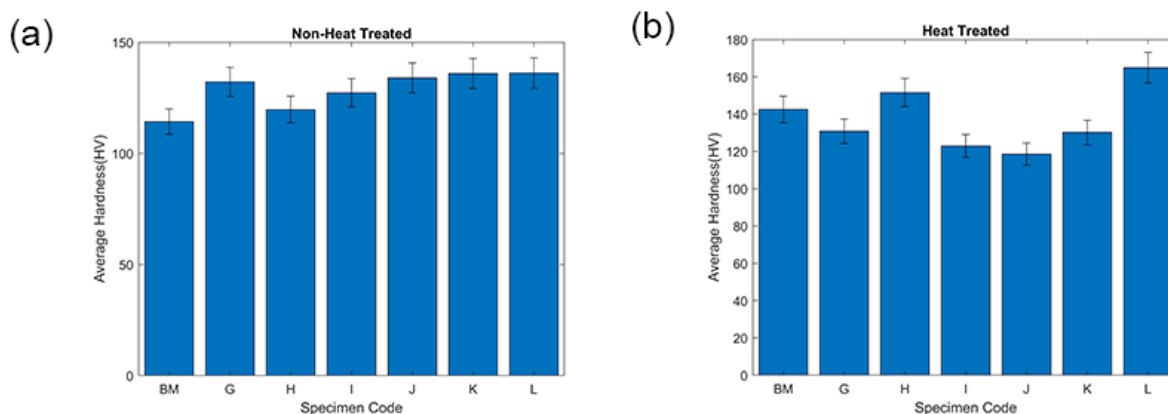 (a)
Non-Heat Treated
150
100
50
0
Average Hardness(HV)
BM G H I J K L
Specimen Code
(b)
Heat Treated
180
160
140
120
100
80
60
40
20
0
Average Hardness(HV)
BM G H I J K L
Specimen Code